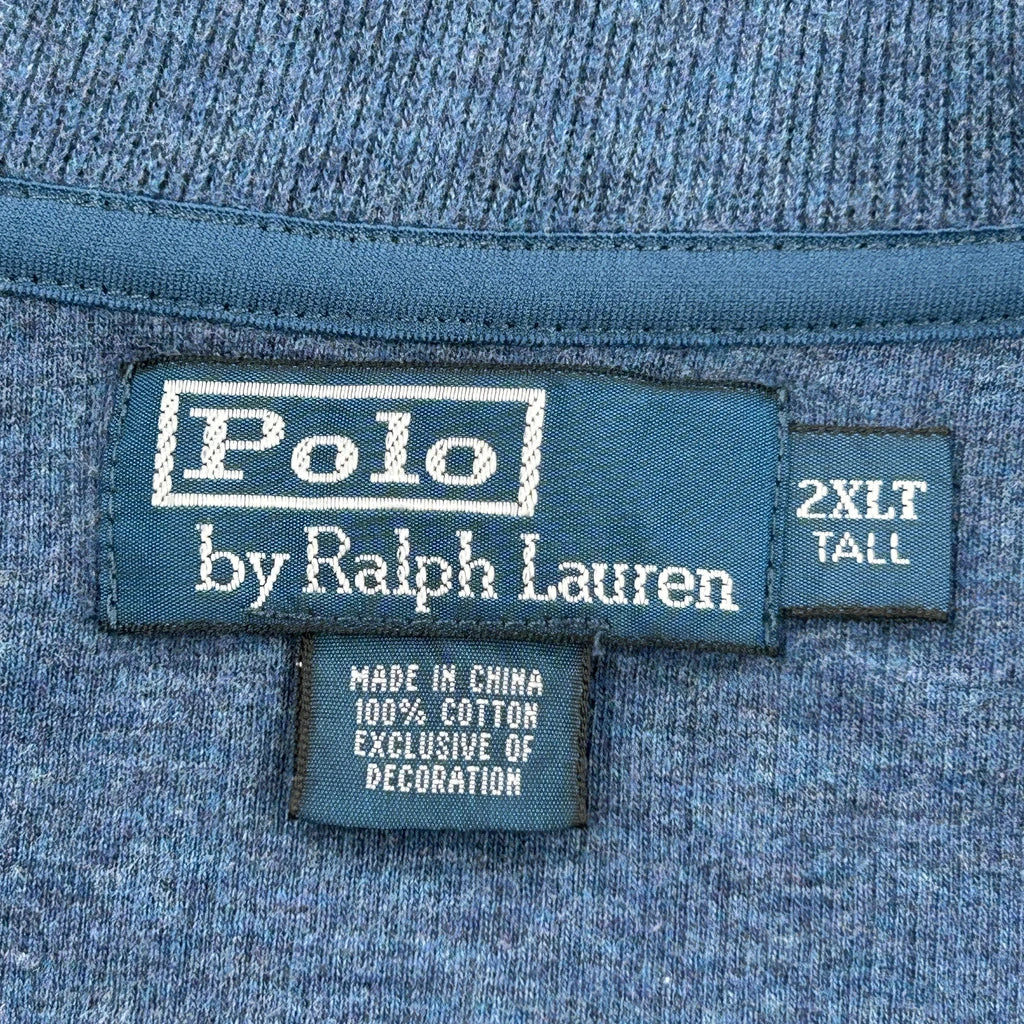 Polo
by Ralph Lauren
2XLT
TALL
MADE IN CHINA
100% COTTON
EXCLUSIVE OF
DECORATION